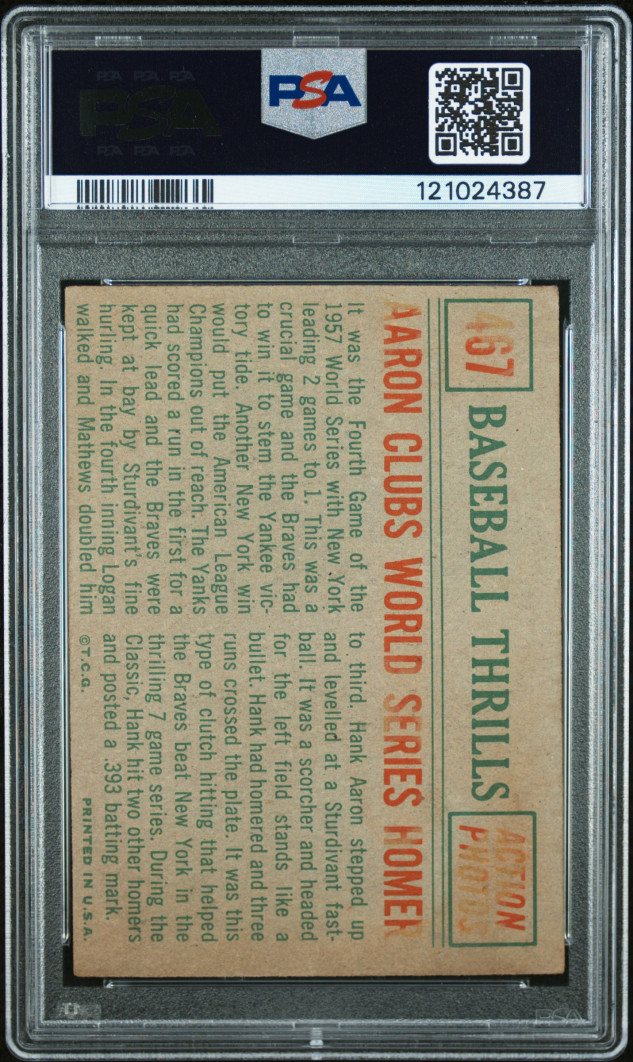 PSA PSA PSA
PSA
PSA PSA PSA
PSA
121024387
467
BASEBALL THRILLS
ACTION
PHOTOS
AARON CLUBS WORLD SERIES HOMER
It was the Fourth Game of the
1957 World Series with New York
leading 2 games to 1. This was a
crucial game and the Braves had
to win it to stem the Yankee vic-
tory tide. Another New York win
would put the American League
Champions out of reach. The Yanks
had scored a run in the first for a
quick lead and the Braves were
kept at bay by Sturdivant's fine
hurling. In the fourth inning Logan
walked and Mathews doubled him
to third. Hank Aaron stepped up
and levelled at a Sturdivant fast-
ball. It was a scorcher and headed
for the left field stands like a
bullet. Hank had homered and three
runs crossed the plate. It was this
type of clutch hitting that helped
the Braves beat New York in the
thrilling 7 game series. During the
Classic, Hank hit two other homers
and posted a .393 batting mark.
©T.C.G.
PRINTED IN U.S.A.
PSA